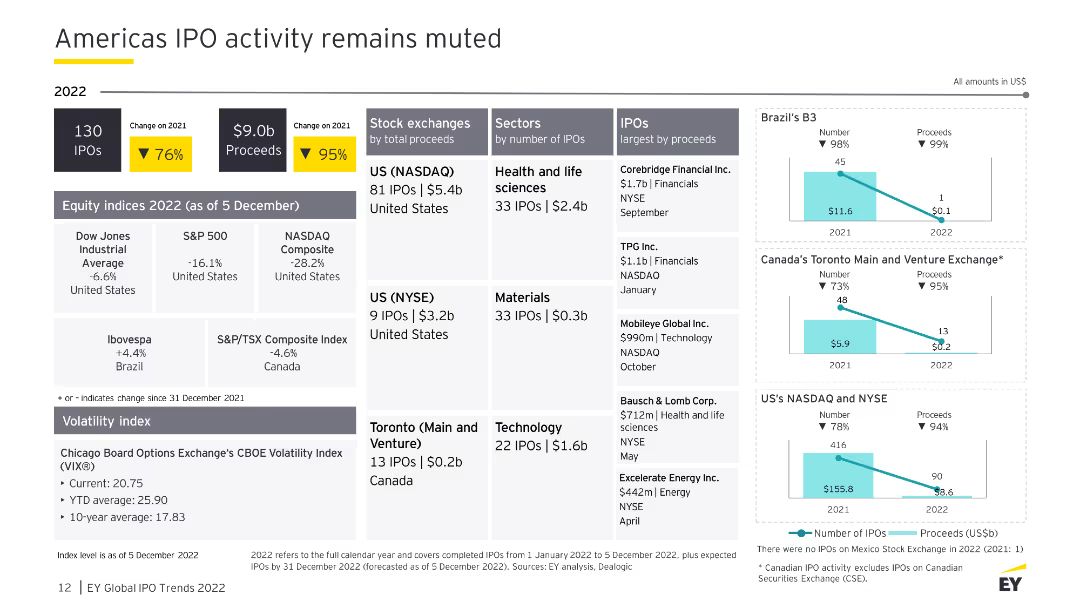 Americas IPO activity remains muted
All amounts in US$
2022
130
IPOs
Change on 2021
▼ 76%
$9.0b
Proceeds
Change on 2021
▼ 95%
Equity indices 2022 (as of 5 December)
Dow Jones
Industrial
Average
-6.6%
United States
S&P 500
-16.1%
United States
NASDAQ
Composite
-28.2%
United States
Ibovespa
+4.4%
Brazil
S&P/TSX Composite Index
-4.6%
Canada
+ or - indicates change since 31 December 2021
Volatility index
Chicago Board Options Exchange's CBOE Volatility Index
(VIX®)
‣ Current: 20.75
‣ YTD average: 25.90
‣ 10-year average: 17.83
Index level is as of 5 December 2022
Stock exchanges
by total proceeds
US (NASDAQ)
81 IPOs | $5.4b
United States
US (NYSE)
9 IPOs | $3.2b
United States
Toronto (Main and
Venture)
13 IPOs | $0.2b
Canada
Sectors
by number of IPOs
Health and life
sciences
33 IPOs | $2.4b
Materials
33 IPOs | $0.3b
Technology
22 IPOs | $1.6b
IPOs
largest by proceeds
Corebridge Financial Inc.
$1.7b | Financials
NYSE
September
TPG Inc.
$1.1b | Financials
NASDAQ
January
Mobileye Global Inc.
$990m | Technology
NASDAQ
October
Bausch & Lomb Corp.
$712m | Health and life
sciences
NYSE
May
Excelerate Energy Inc.
$442m | Energy
NYSE
April
2022 refers to the full calendar year and covers completed IPOs from 1 January 2022 to 5 December 2022, plus expected
IPOs by 31 December 2022 (forecasted as of 5 December 2022). Sources: EY analysis, Dealogic
Brazil's B3
Number Proceeds
▼ 98% ▼ 99%
45
1
$11.6 $0.1
2021 2022
Canada's Toronto Main and Venture Exchange*
Number Proceeds
▼ 73% ▼ 95%
48
13
$5.9 $0.2
2021 2022
US's NASDAQ and NYSE
Number Proceeds
▼ 78% ▼ 94%
416
90
$155.8 $8.6
2021 2022
Number of IPOs Proceeds (US$b)
There were no IPOs on Mexico Stock Exchange in 2022 (2021: 1)
* Canadian IPO activity excludes IPOs on Canadian
Securities Exchange (CSE).
12 | EY Global IPO Trends 2022
EY